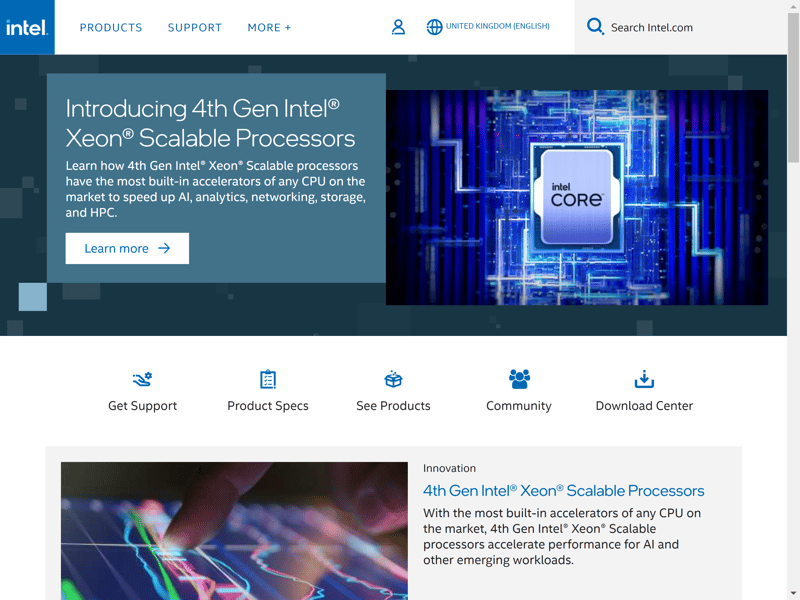 intel.
PRODUCTS
SUPPORT
MORE +
UNITED KINGDOM (ENGLISH)
Search Intel.com
Introducing 4th Gen Intel®
Xeon® Scalable Processors
Learn how 4th Gen Intel® Xeon® Scalable processors
have the most built-in accelerators of any CPU on the
market to speed up AI, analytics, networking, storage,
and HPC.
Learn more
intel
CORE™
Get Support
Product Specs
See Products
Community
Download Center
Innovation
4th Gen Intel® Xeon® Scalable Processors
With the most built-in accelerators of any CPU on
the market, 4th Gen Intel® Xeon® Scalable
processors accelerate performance for AI and
other emerging workloads.